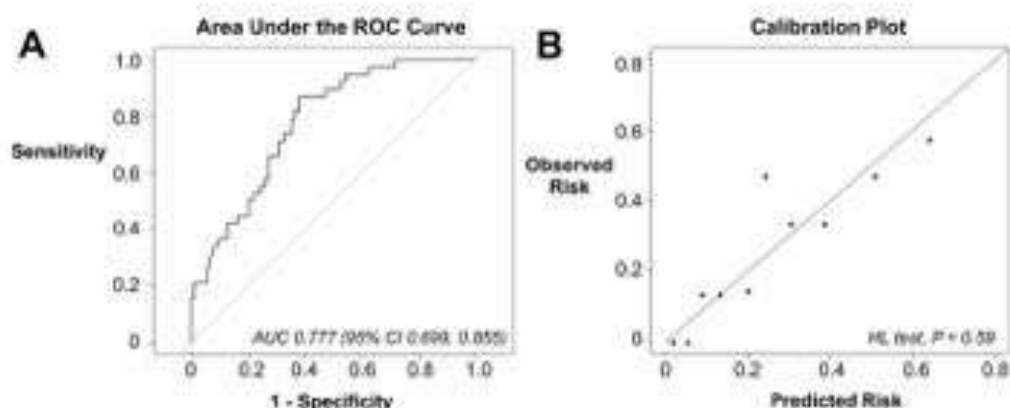 A
Area Under the ROC Curve
1.0
0.8
Sensitivity
0.6
0.4
0.2
0
AUC 0.777 (95% CI 0.699, 0.855)
0 0.2 0.4 0.6 0.8 1.0
1 - Specificity
B
Calibration Plot
0.8
0.6
Observed
Risk
0.4
0.2
0
HL test, P = 0.59
0 0.2 0.4 0.6 0.8
Predicted Risk